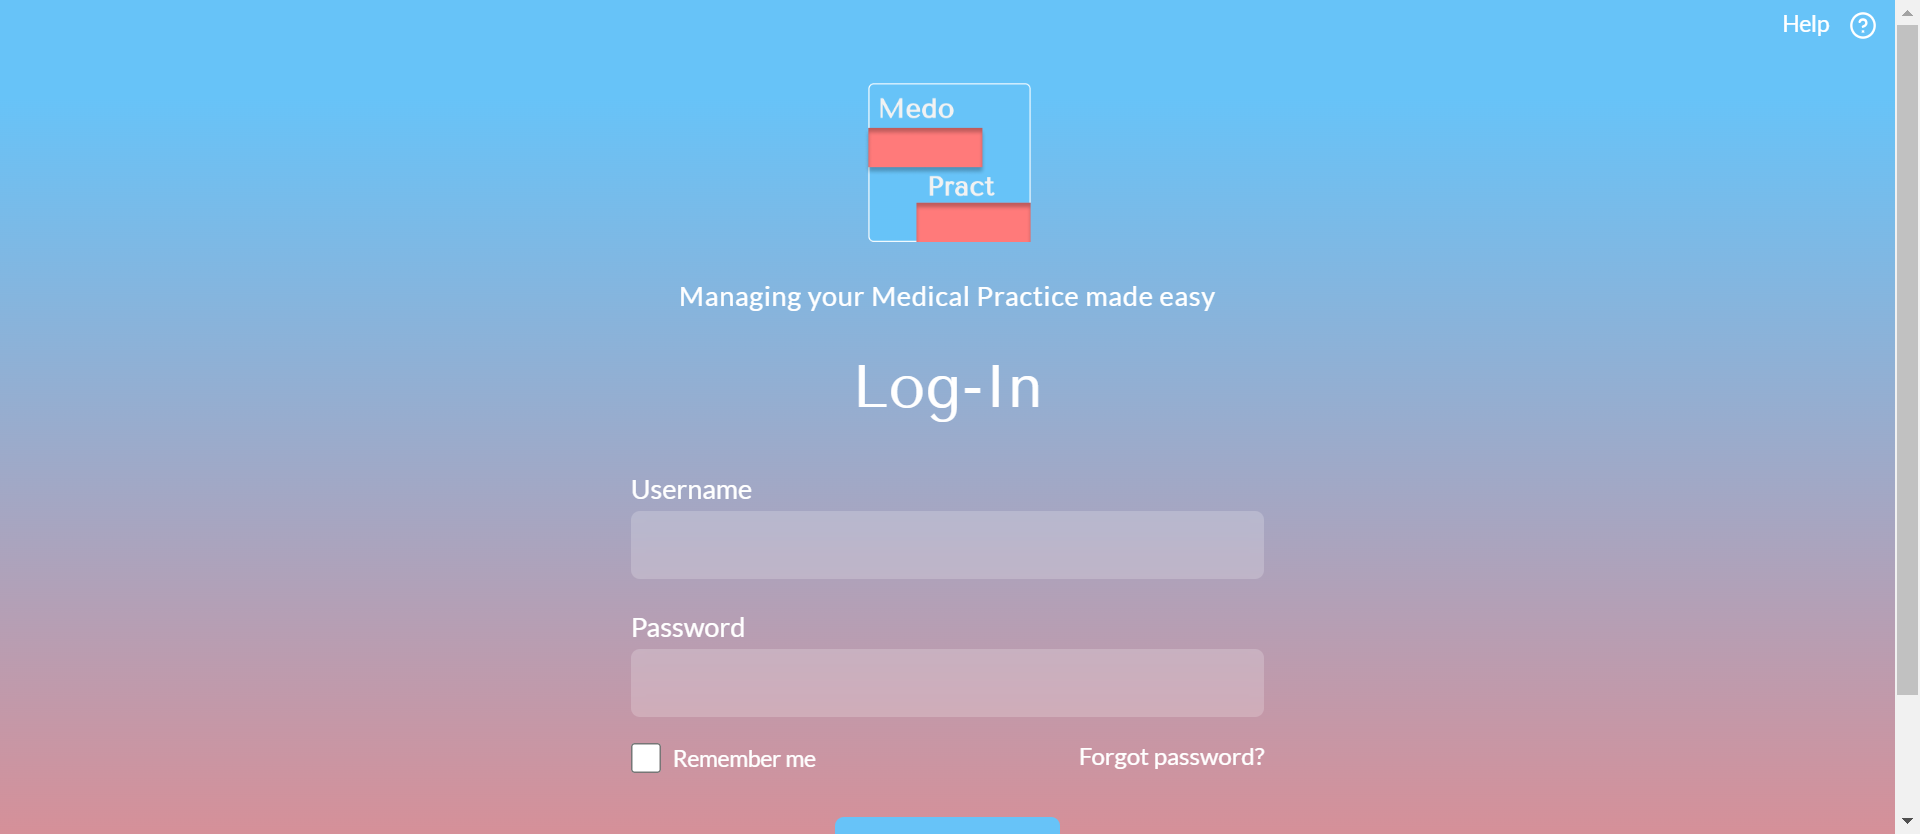 Help
Medo
Pract
Managing your Medical Practice made easy
Log-In
Username
Password
Remember me
Forgot password?